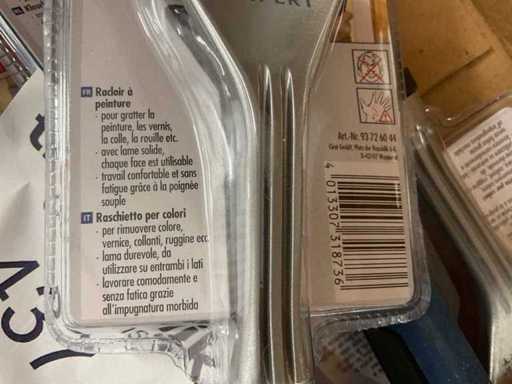 PERT
FR Racloir à
peinture
- pour gratter la
peinture, les vernis,
la colle, la rouille etc.
- avec lame solide,
chaque face est utilisable
- travail confortable et sans
fatigue grâce à la poignée
souple
IT Raschietto per colori
- per rimuovere colore,
vernice, collanti, ruggine ecc.
- lama durevole, da
utilizzare su entrambi i lati
- lavorare comodamente e
senza fatica grazie
all'impugnatura morbida
Art.-Nr. 93 72 60 44
4 013307 318736